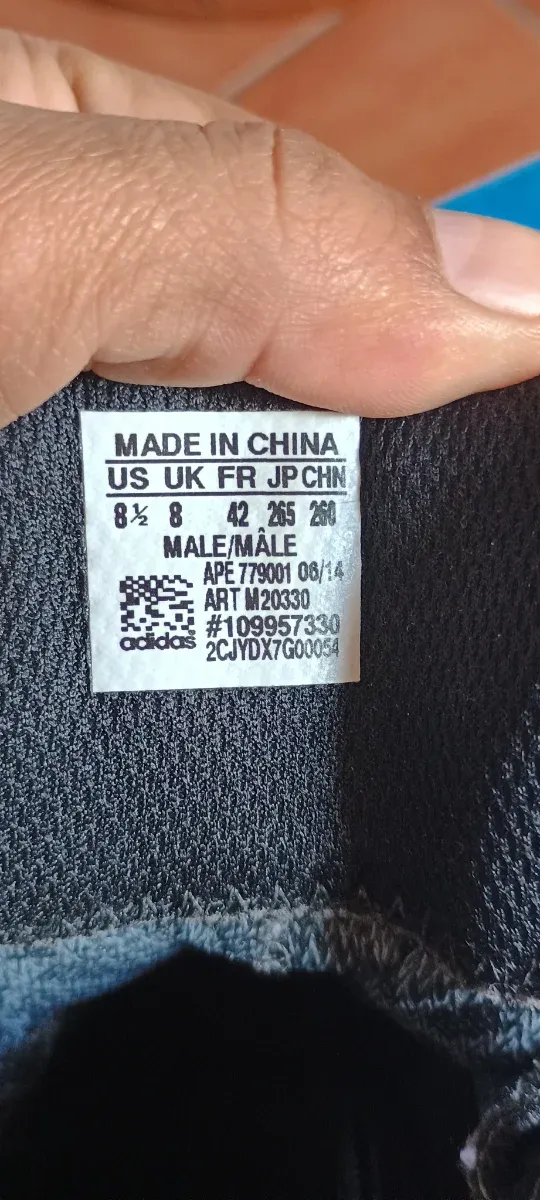 MADE IN CHINA
US UK FR JP CHN
8½ 8 42 265 260
MALE/MÂLE
APE 779001 06/14
ART M20330
#109957330
2CJYDX7G00054
adidas